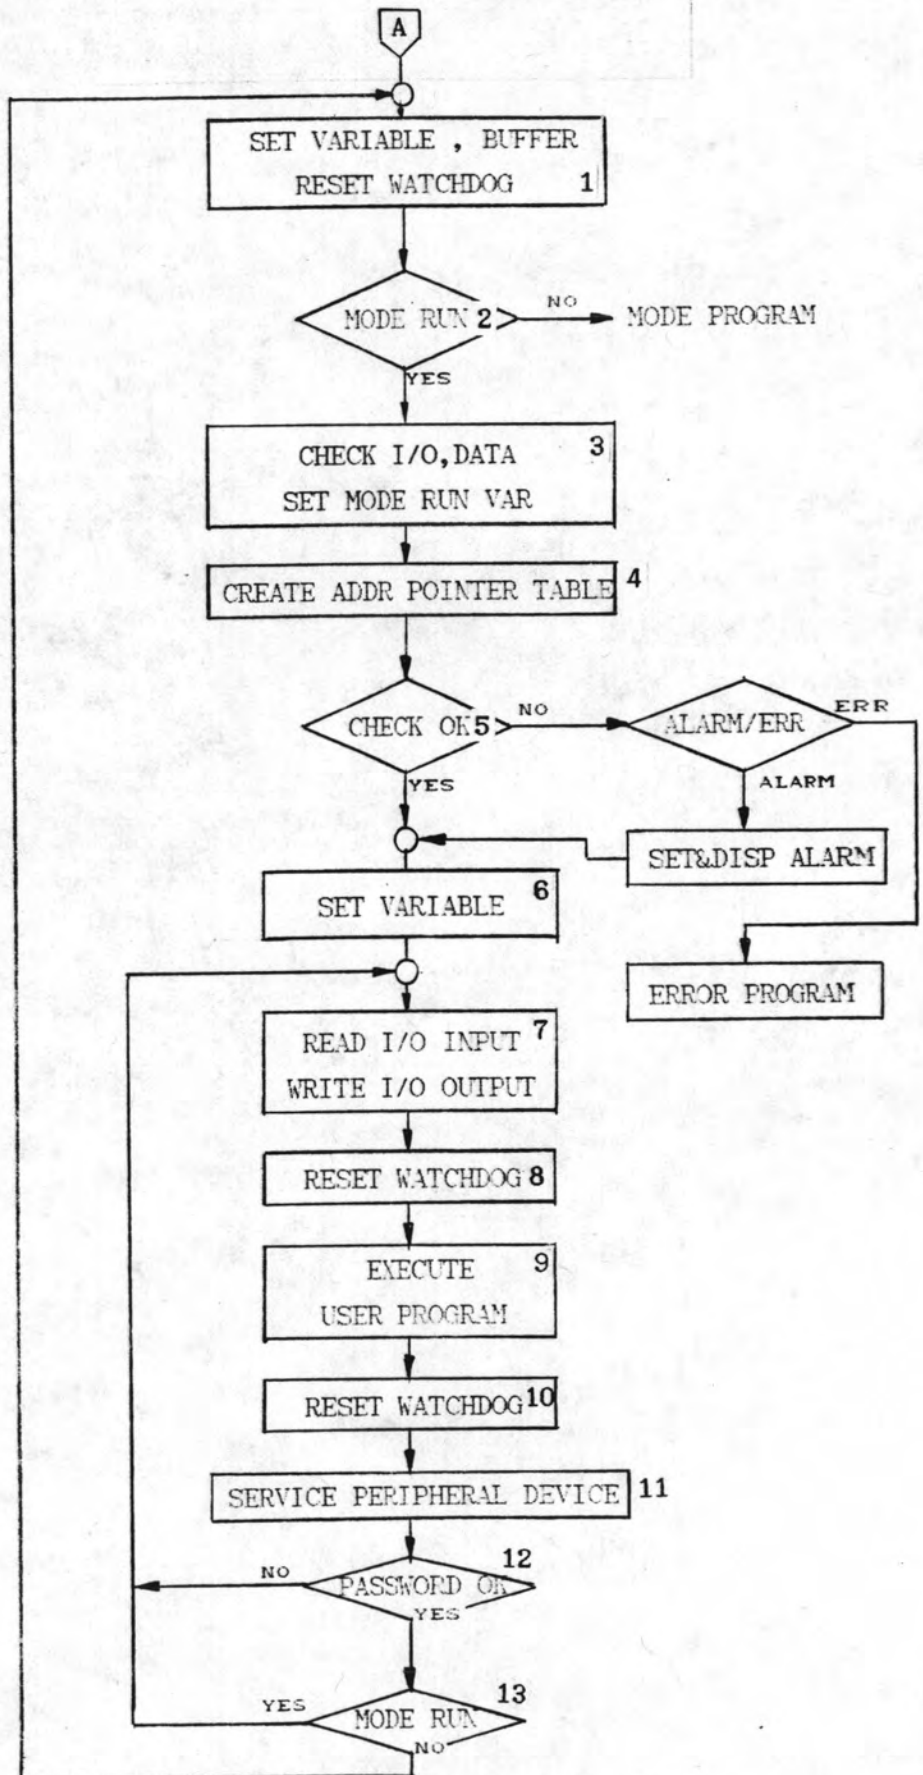 A
SET VARIABLE , BUFFER
RESET WATCHDOG 1
MODE RUN 2
NO
MODE PROGRAM
YES
CHECK I/O,DATA 3
SET MODE RUN VAR
CREATE ADDR POINTER TABLE 4
CHECK OK 5
NO
ALARM/ERR
ERR
YES
ALARM
SET&DISP ALARM
SET VARIABLE 6
ERROR PROGRAM
READ I/O INPUT 7
WRITE I/O OUTPUT
RESET WATCHDOG 8
EXECUTE 9
USER PROGRAM
RESET WATCHDOG 10
SERVICE PERIPHERAL DEVICE 11
12
NO
PASSWORD OK
YES
13
YES
MODE RUN
NO